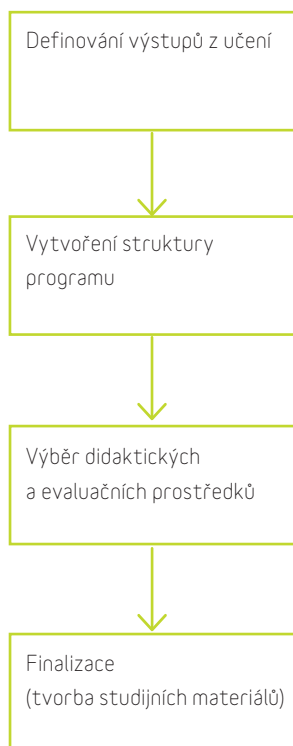 Definování výstupů z učení
Vytvoření struktury
programu
Výběr didaktických
a evaluačních prostředků
Finalizace
(tvorba studijních materiálů)